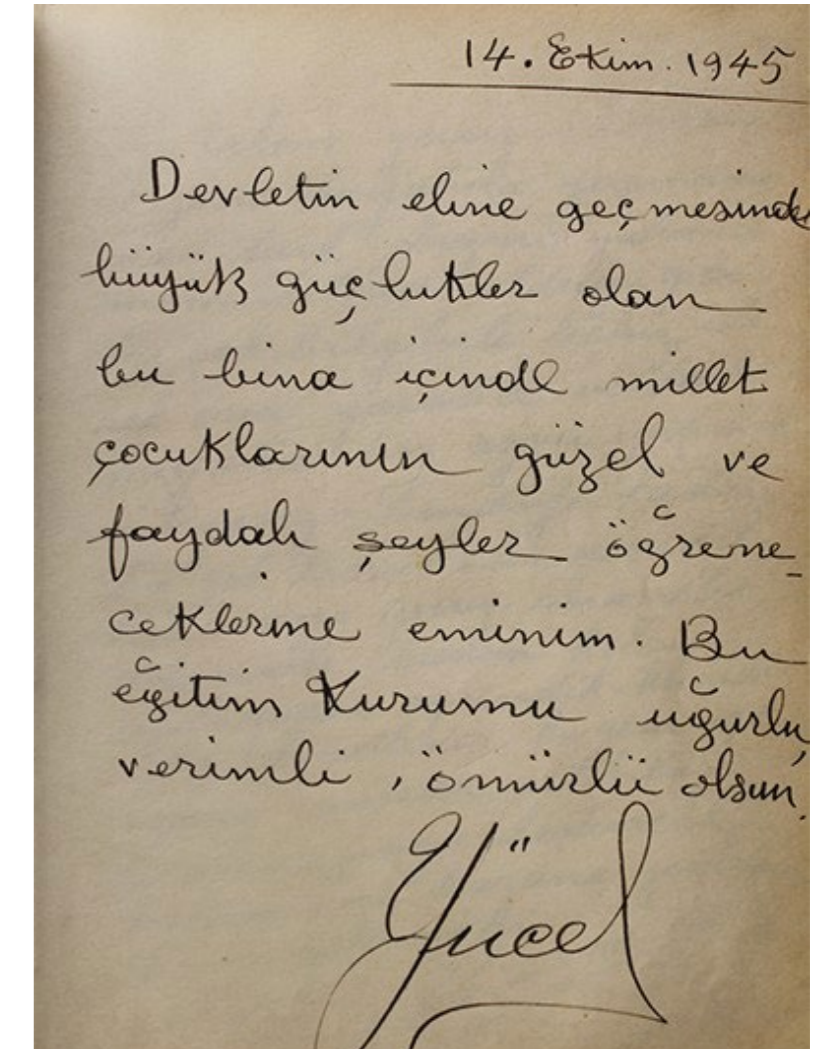 14. Ekim. 1945
Devletin eline geçmesinde
büyük güçlükler olan
bu bina içinde millet
çocuklarının güzel ve
faydalı şeyler öğrene-
ceklerine eminim. Bu
eğitim kurumu uğurlu,
verimli, ömürlü olsun.
Yücel